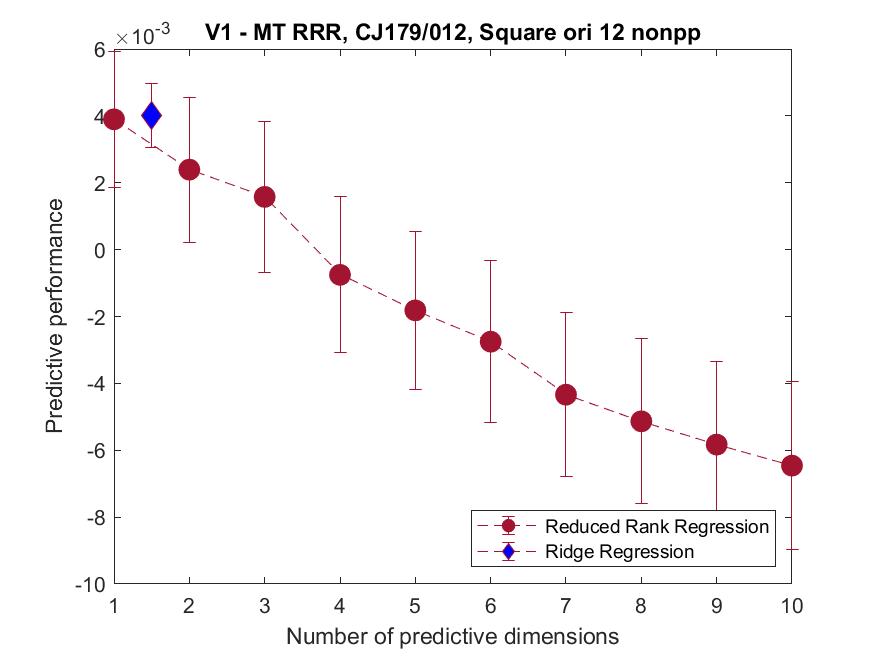 V1 - MT RRR, CJ179/012, Square ori 12 nonpp
×10⁻³
6
4
2
0
-2
-4
-6
-8
-10
Predictive performance
1 2 3 4 5 6 7 8 9 10
Number of predictive dimensions
Reduced Rank Regression
Ridge Regression